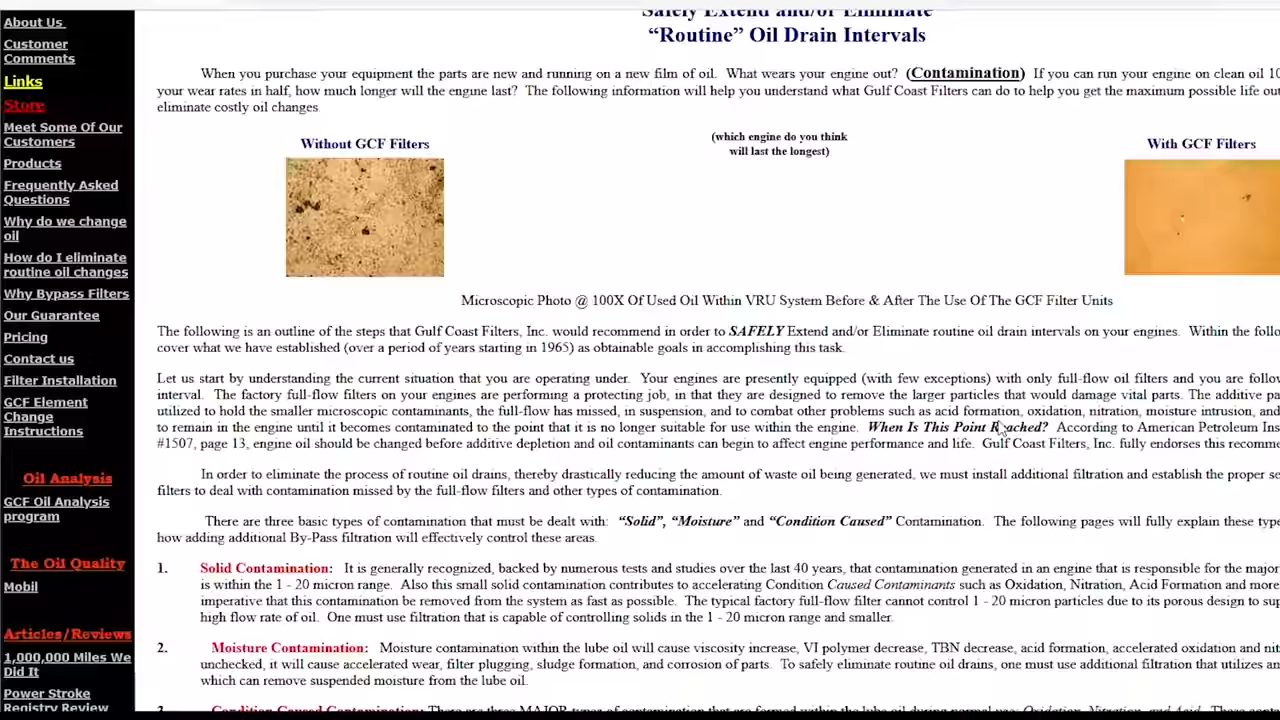 About Us
Customer
Comments
Links
Store
Meet Some Of Our
Customers
Products
Frequently Asked
Questions
Why do we change
oil
How do I eliminate
routine oil changes
Why Bypass Filters
Our Guarantee
Pricing
Contact us
Filter Installation
GCF Element
Change
Instructions
Oil Analysis
GCF Oil Analysis
program
The Oil Quality
Mobil
Articles/Reviews
1,000,000 Miles We
Did It
Power Stroke
Registry Review
Safely Extend and/or Eliminate
“Routine” Oil Drain Intervals
When you purchase your equipment the parts are new and running on a new film of oil. What wears your engine out? (Contamination) If you can run your engine on clean oil
your wear rates in half, how much longer will the engine last? The following information will help you understand what Gulf Coast Filters can do to help you get the maximum possible life
eliminate costly oil changes.
Without GCF Filters
(which engine do you think
will last the longest)
With GCF Filters
Microscopic Photo @ 100X Of Used Oil Within VRU System Before & After The Use Of The GCF Filter Units
The following is an outline of the steps that Gulf Coast Filters, Inc. would recommend in order to SAFELY Extend and/or Eliminate routine oil drain intervals on your engines. Within the
cover what we have established (over a period of years starting in 1965) as obtainable goals in accomplishing this task.
Let us start by understanding the current situation that you are operating under. Your engines are presently equipped (with few exceptions) with only full-flow oil filters and you are
interval. The factory full-flow filters on your engines are performing a protecting job, in that they are designed to remove the larger particles that would damage vital parts. The additive
utilized to hold the smaller microscopic contaminants, the full-flow has missed, in suspension, and to combat other problems such as acid formation, oxidation, nitration, moisture intrusion, and
to remain in the engine until it becomes contaminated to the point that it is no longer suitable for use within the engine. When Is This Point Reached? According to American Petroleum
#1507, page 13, engine oil should be changed before additive depletion and oil contaminants can begin to affect engine performance and life. Gulf Coast Filters, Inc. fully endorses this
In order to eliminate the process of routine oil drains, thereby drastically reducing the amount of waste oil being generated, we must install additional filtration and establish the proper
filters to deal with contamination missed by the full-flow filters and other types of contamination.
There are three basic types of contamination that must be dealt with: “Solid”, “Moisture” and “Condition Caused” Contamination. The following pages will fully explain these
how adding additional By-Pass filtration will effectively control these areas.
1. Solid Contamination: It is generally recognized, backed by numerous tests and studies over the last 40 years, that contamination generated in an engine that is responsible for the
is within the 1 - 20 micron range. Also this small solid contamination contributes to accelerating Condition Caused Contaminants such as Oxidation, Nitration, Acid Formation and more
imperative that this contamination be removed from the system as fast as possible. The typical factory full-flow filter cannot control 1 - 20 micron particles due to its porous design to
high flow rate of oil. One must use filtration that is capable of controlling solids in the 1 - 20 micron range and smaller.
2. Moisture Contamination: Moisture contamination within the lube oil will cause viscosity increase, VI polymer decrease, TBN decrease, acid formation, accelerated oxidation and
unchecked, it will cause accelerated wear, filter plugging, sludge formation, and corrosion of parts. To safely eliminate routine oil drains, one must use additional filtration that utilizes
which can remove suspended moisture from the lube oil.
3. Condition Caused Contamination: There are three MAJOR types of contamination that are formed within the lube oil during normal use: Oxidation, Nitration, and Acid.